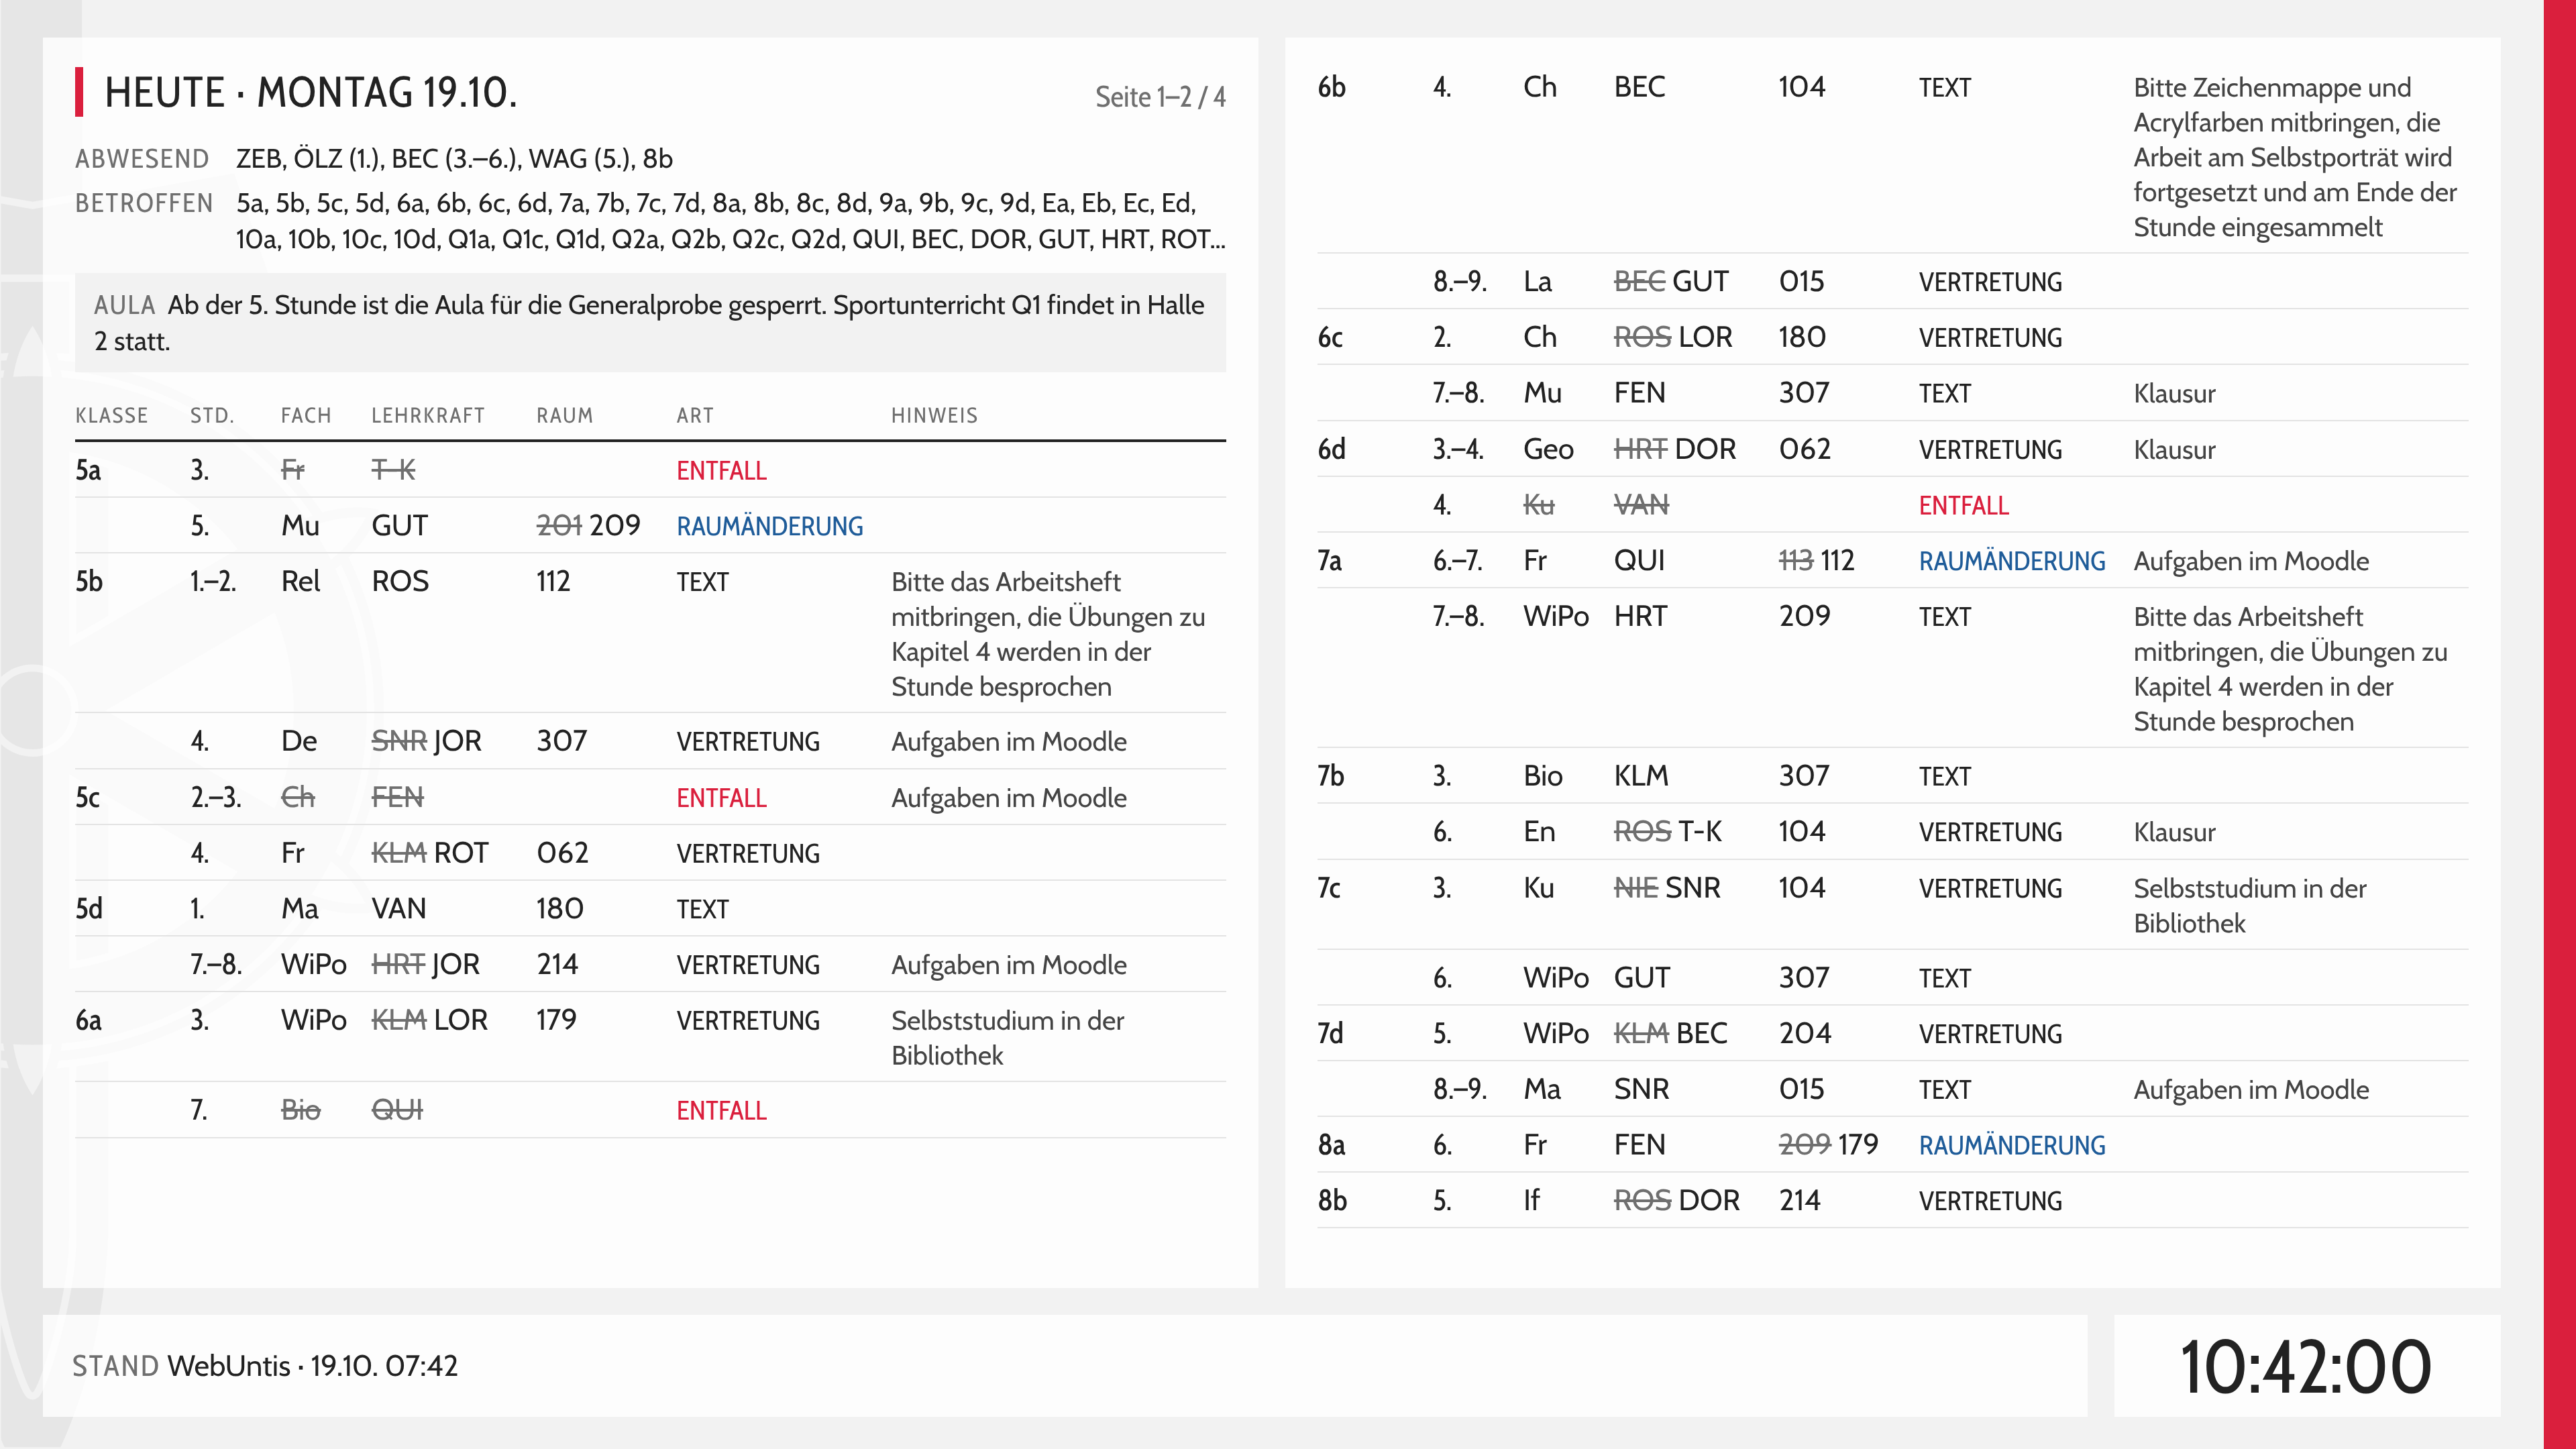 HEUTE · MONTAG 19.10.
Seite 1–2 / 4
ABWESEND ZEB, ÖLZ (1.), BEC (3.–6.), WAG (5.), 8b
BETROFFEN 5a, 5b, 5c, 5d, 6a, 6b, 6c, 6d, 7a, 7b, 7c, 7d, 8a, 8b, 8c, 8d, 9a, 9b, 9c, 9d, Ea, Eb, Ec, Ed,
10a, 10b, 10c, 10d, Q1a, Q1c, Q1d, Q2a, Q2b, Q2c, Q2d, QUI, BEC, DOR, GUT, HRT, ROT...
AULA Ab der 5. Stunde ist die Aula für die Generalprobe gesperrt. Sportunterricht Q1 findet in Halle
2 statt.
KLASSE STD. FACH LEHRKRAFT RAUM ART HINWEIS
5a 3. Fr T-K ENTFALL
5. Mu GUT 201 209 RAUMÄNDERUNG
5b 1.–2. Rel ROS 112 TEXT Bitte das Arbeitsheft
mitbringen, die Übungen zu
Kapitel 4 werden in der
Stunde besprochen
4. De SNR JOR 307 VERTRETUNG Aufgaben im Moodle
5c 2.–3. Ch FEN ENTFALL Aufgaben im Moodle
4. Fr KLM ROT 062 VERTRETUNG
5d 1. Ma VAN 180 TEXT
7.–8. WiPo HRT JOR 214 VERTRETUNG Aufgaben im Moodle
6a 3. WiPo KLM LOR 179 VERTRETUNG Selbststudium in der
Bibliothek
7. Bio QUI ENTFALL
6b 4. Ch BEC 104 TEXT Bitte Zeichenmappe und
Acrylfarben mitbringen, die
Arbeit am Selbstporträt wird
fortgesetzt und am Ende der
Stunde eingesammelt
8.–9. La BEC GUT 015 VERTRETUNG
6c 2. Ch ROS LOR 180 VERTRETUNG
7.–8. Mu FEN 307 TEXT Klausur
6d 3.–4. Geo HRT DOR 062 VERTRETUNG Klausur
4. Ku VAN ENTFALL
7a 6.–7. Fr QUI 113 112 RAUMÄNDERUNG Aufgaben im Moodle
7.–8. WiPo HRT 209 TEXT Bitte das Arbeitsheft
mitbringen, die Übungen zu
Kapitel 4 werden in der
Stunde besprochen
7b 3. Bio KLM 307 TEXT
6. En ROS T-K 104 VERTRETUNG Klausur
7c 3. Ku NIE SNR 104 VERTRETUNG Selbststudium in der
Bibliothek
6. WiPo GUT 307 TEXT
7d 5. WiPo KLM BEC 204 VERTRETUNG
8.–9. Ma SNR 015 TEXT Aufgaben im Moodle
8a 6. Fr FEN 209 179 RAUMÄNDERUNG
8b 5. If ROS DOR 214 VERTRETUNG
STAND WebUntis · 19.10. 07:42
10:42:00